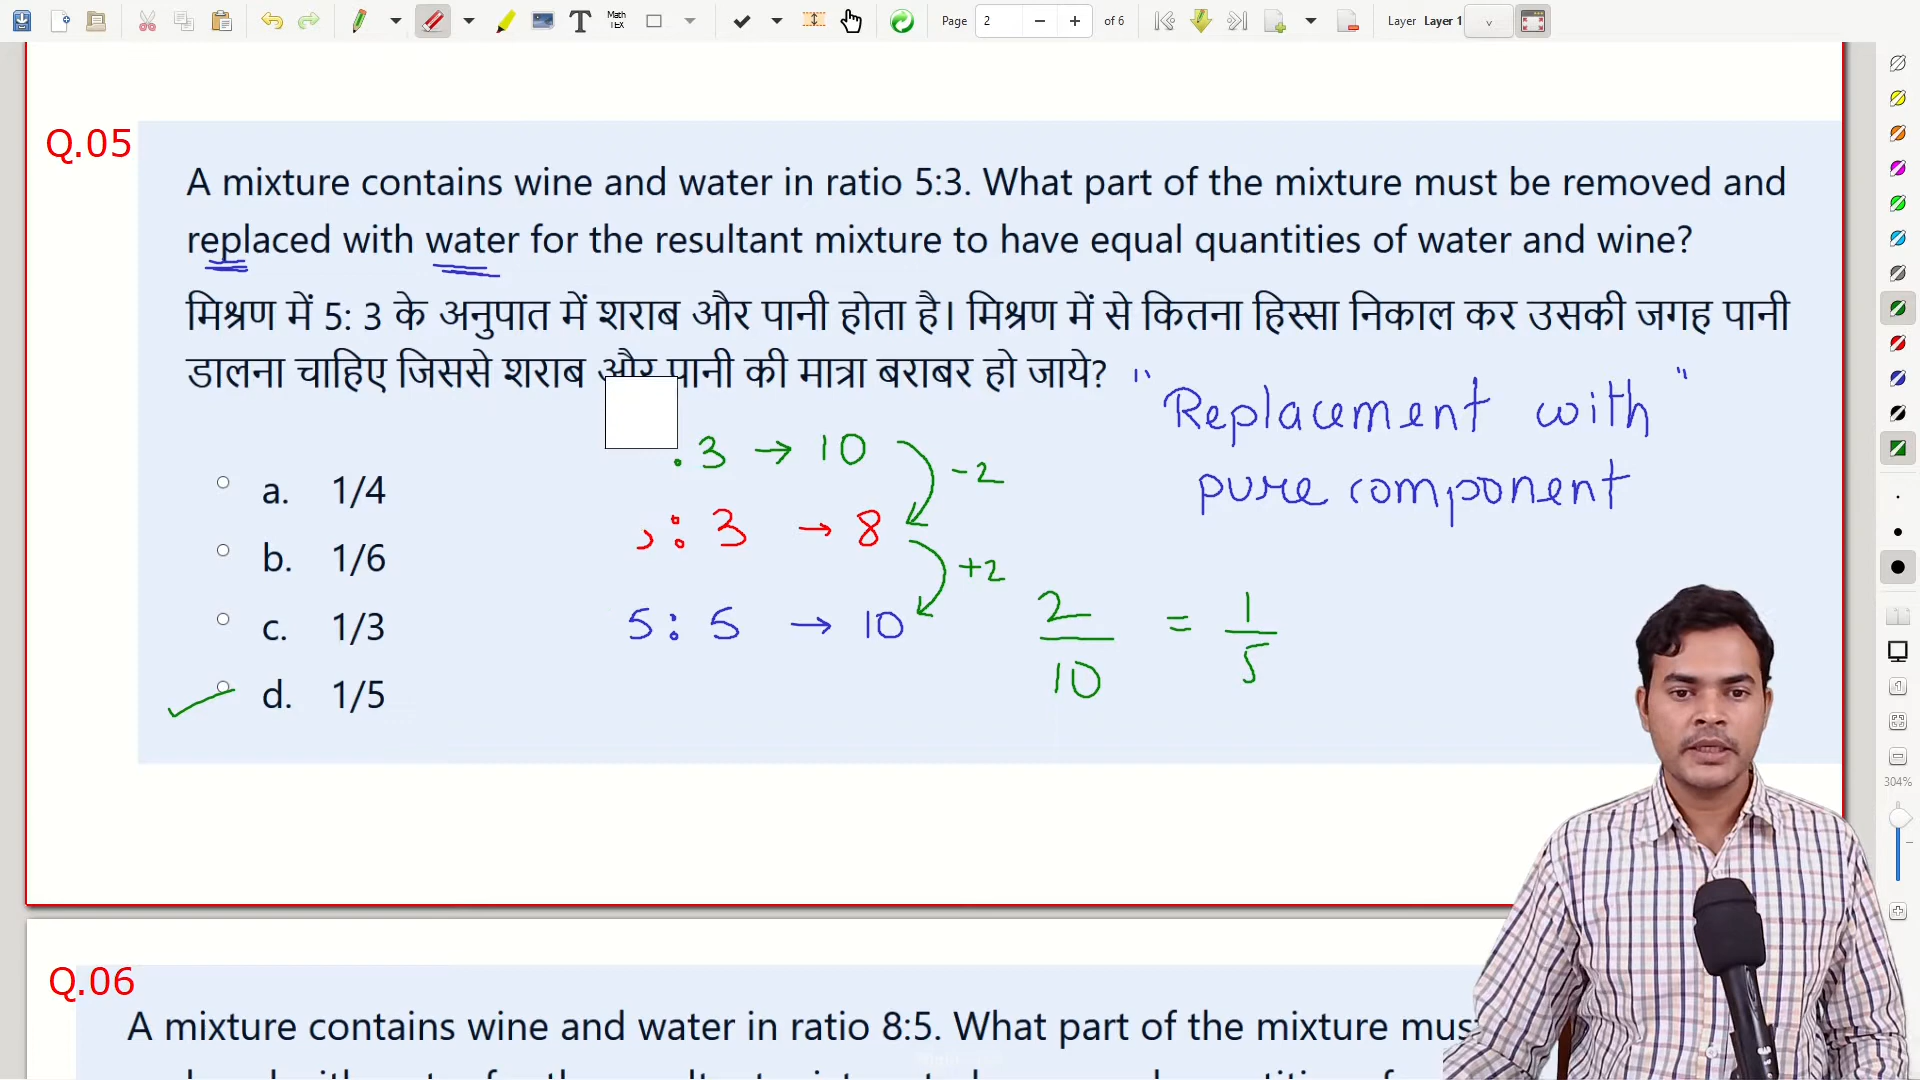 Math
TEX
Page 2 of 6
Layer Layer 1
Q.05
A mixture contains wine and water in ratio 5:3. What part of the mixture must be removed and
replaced with water for the resultant mixture to have equal quantities of water and wine?
मिश्रण में 5: 3 के अनुपात में शराब और पानी होता है। मिश्रण में से कितना हिस्सा निकाल कर उसकी जगह पानी
डालना चाहिए जिससे शराब और पानी की मात्रा बराबर हो जाये?
"Replacement with"
pure component
3 → 10
-2
a. 1/4
: 3 → 8
b. 1/6
+2
5 : 5 → 10
2/10 = 1/5
c. 1/3
d. 1/5
304%
Q.06
A mixture contains wine and water in ratio 8:5. What part of the mixture mus